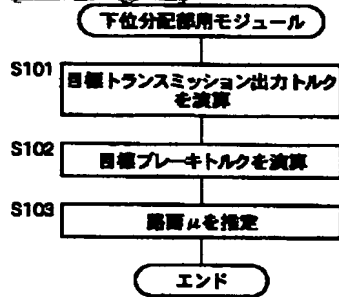 下位分配部用モジュール
S101
目標トランスミッション出力トルク
を演算
S102
目標ブレーキトルクを演算
S103
路面μを推定
エンド